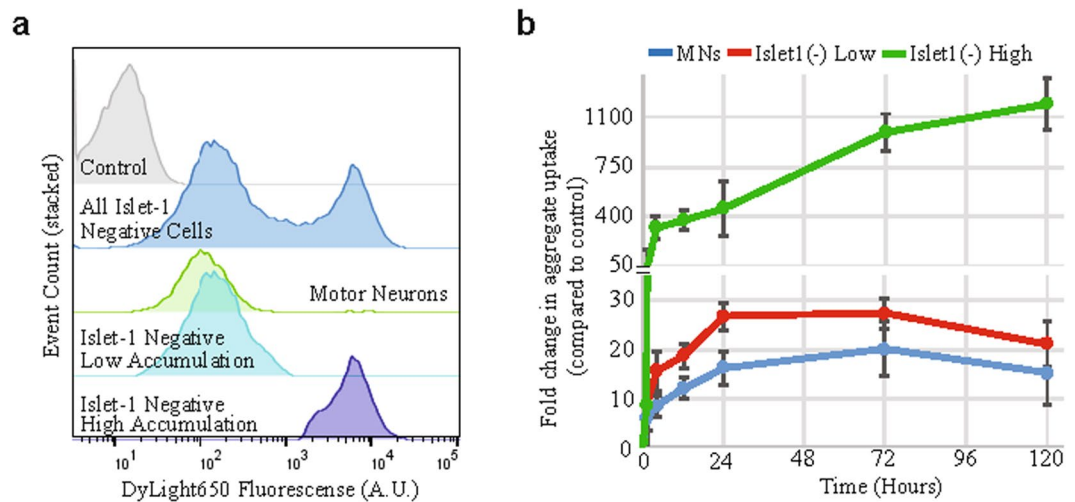 a
Event Count (stacked)
Control
All Islet-1
Negative Cells
Motor Neurons
Islet-1 Negative
Low Accumulation
Islet-1 Negative
High Accumulation
10¹ 10² 10³ 10⁴ 10⁵
DyLight650 Fluorescense (A.U.)
b
MNs Islet1(-) Low Islet1(-) High
Fold change in aggregate uptake
(compared to control)
1100
750
400
50
30
20
10
0
0 24 48 72 96 120
Time (Hours)